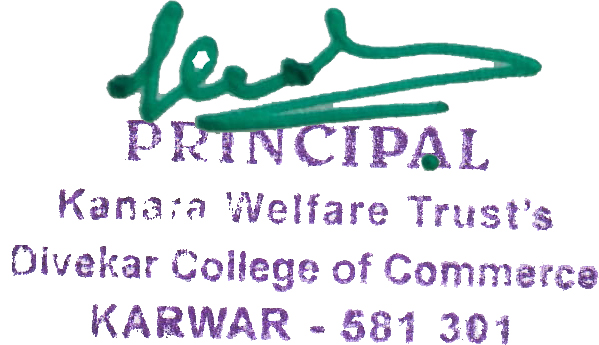 PRINCIPAL
Kanara Welfare Trust's
Divekar College of Commerce
KARWAR - 581 301